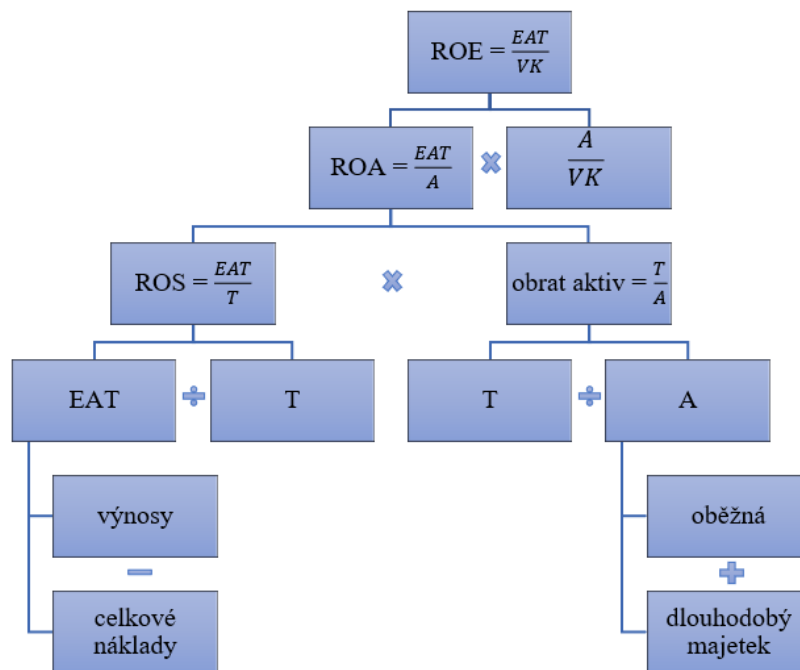 ROE = EAT/VK
ROA = EAT/A
×
A/VK
ROS = EAT/T
×
obrat aktiv = T/A
EAT
÷
T
T
÷
A
výnosy
−
celkové
náklady
oběžná
+
dlouhodobý
majetek